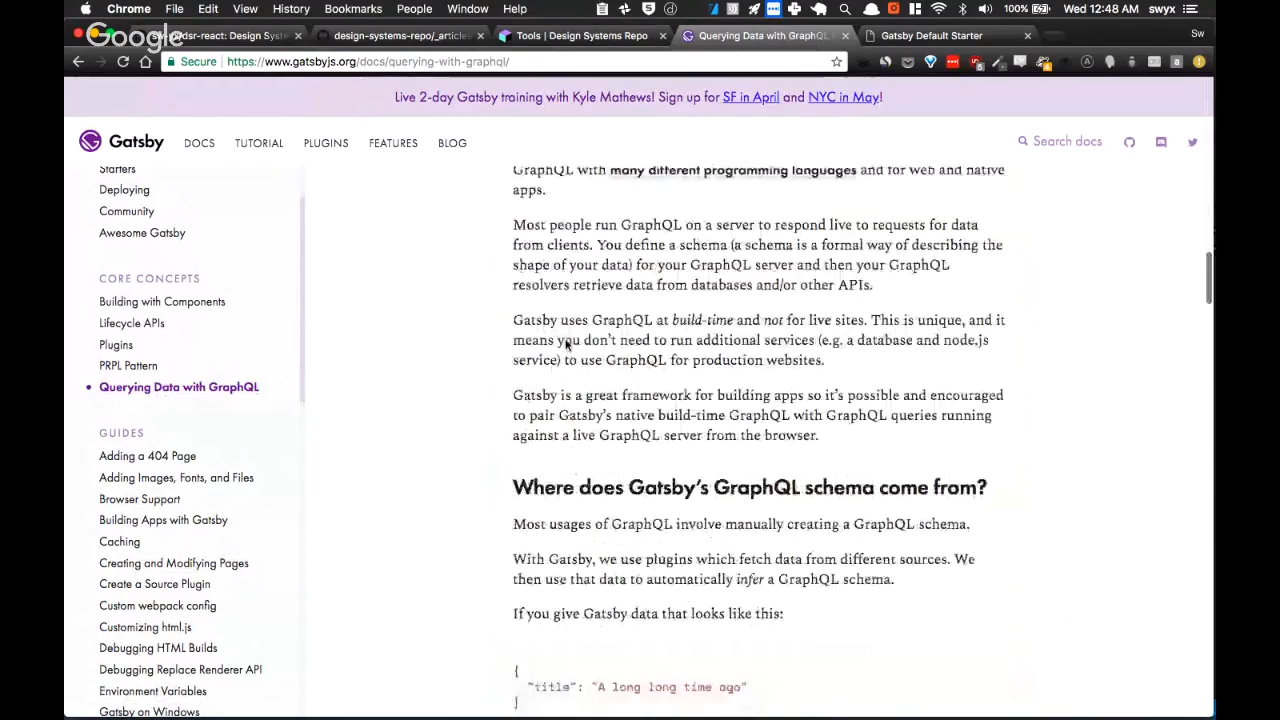 Chrome File Edit View History Bookmarks People Window Help 100% Wed 12:48 AM swyx
Google
dsr-react: Design Syste
design-systems-repo/_article
Tools | Design Systems Repo
Querying Data with GraphQL
Gatsby Default Starter
Sw
Secure https://www.gatsbyjs.org/docs/querying-with-graphql/
Live 2-day Gatsby training with Kyle Mathews! Sign up for SF in April and NYC in May!
Gatsby DOCS TUTORIAL PLUGINS FEATURES BLOG Search docs
Starters
Deploying
Community
Awesome Gatsby
CORE CONCEPTS
Building with Components
Lifecycle APIs
Plugins
PRPL Pattern
Querying Data with GraphQL
GUIDES
Adding a 404 Page
Adding Images, Fonts, and Files
Browser Support
Building Apps with Gatsby
Caching
Creating and Modifying Pages
Create a Source Plugin
Custom webpack config
Customizing html.js
Debugging HTML Builds
Debugging Replace Renderer API
Environment Variables
Gatsby on Windows
GraphQL with many different programming languages and for web and native
apps.
Most people run GraphQL on a server to respond live to requests for data
from clients. You define a schema (a schema is a formal way of describing the
shape of your data) for your GraphQL server and then your GraphQL
resolvers retrieve data from databases and/or other APIs.
Gatsby uses GraphQL at build-time and not for live sites. This is unique, and it
means you don't need to run additional services (e.g. a database and node.js
service) to use GraphQL for production websites.
Gatsby is a great framework for building apps so it's possible and encouraged
to pair Gatsby's native build-time GraphQL with GraphQL queries running
against a live GraphQL server from the browser.
Where does Gatsby's GraphQL schema come from?
Most usages of GraphQL involve manually creating a GraphQL schema.
With Gatsby, we use plugins which fetch data from different sources. We
then use that data to automatically infer a GraphQL schema.
If you give Gatsby data that looks like this:
{
"title": "A long long time ago"
}